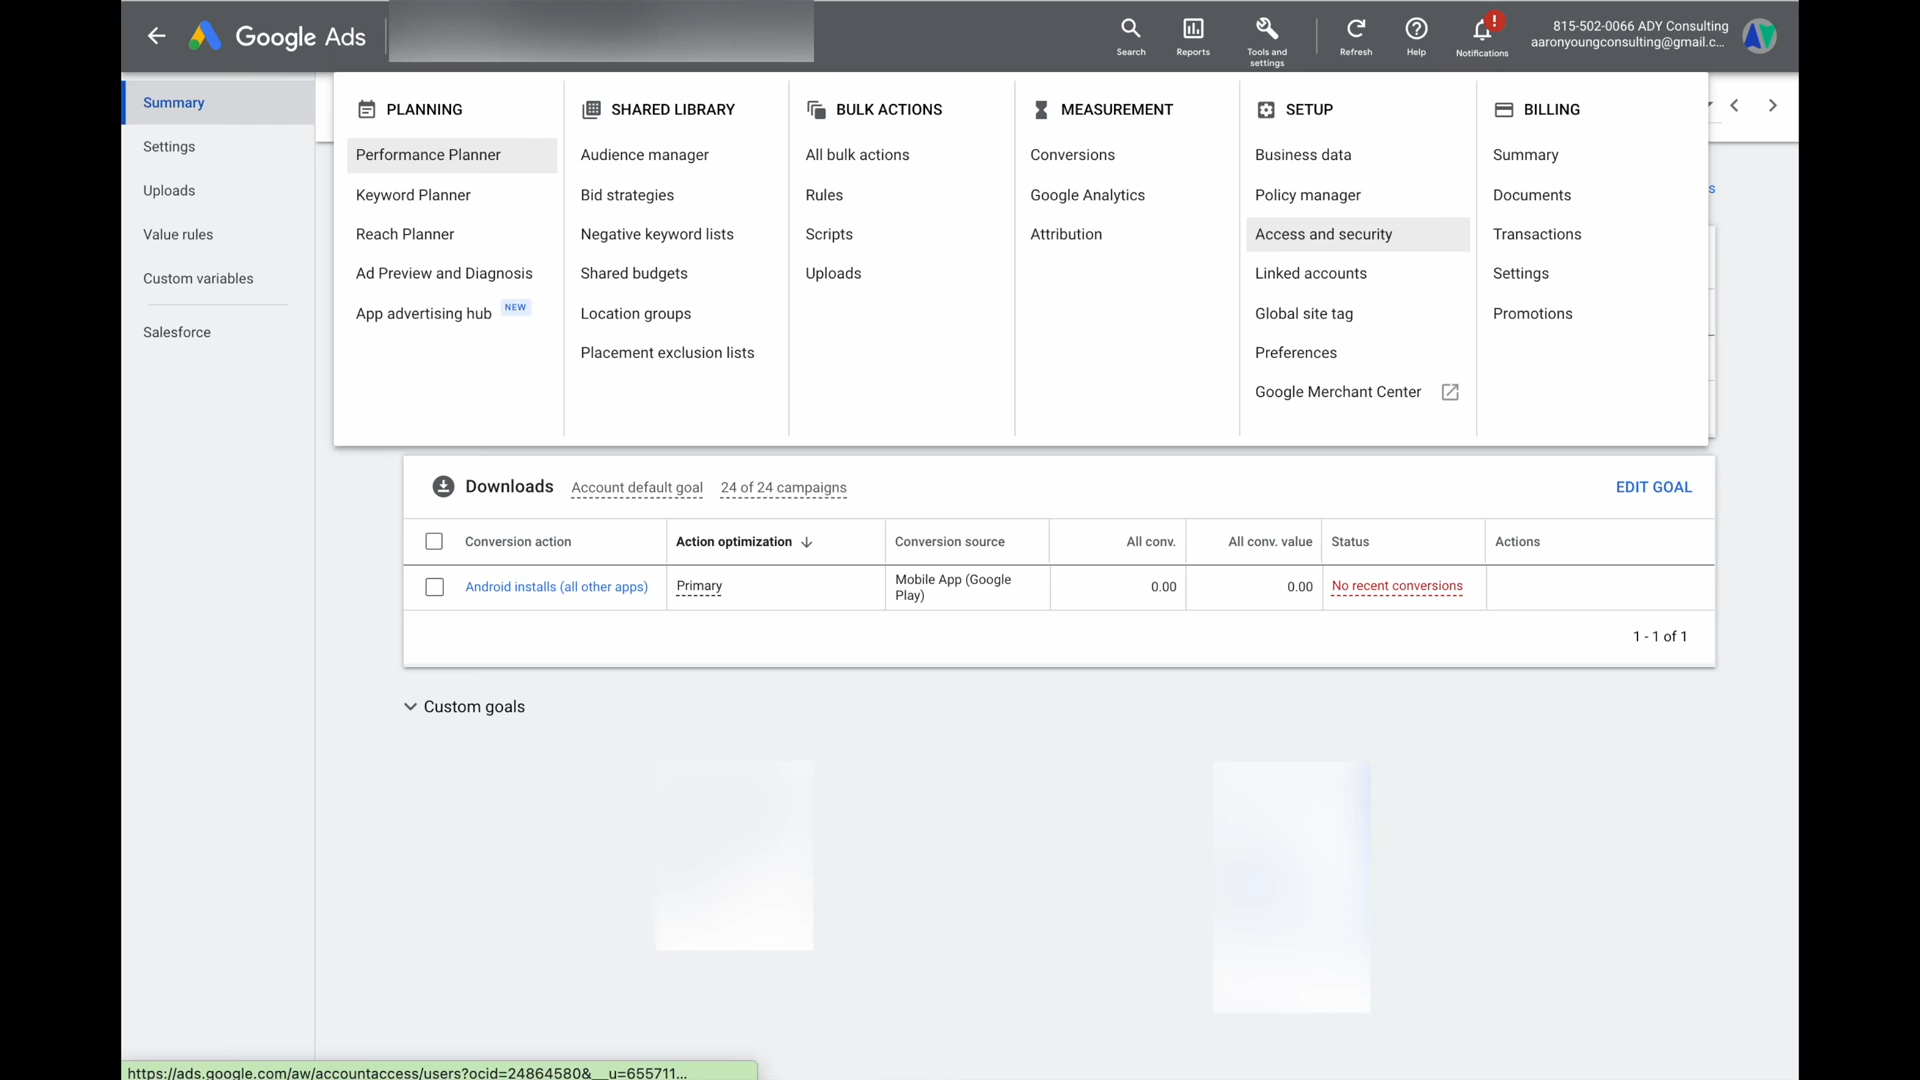 Google Ads
Search
Reports
Tools and
settings
Refresh
Help
!
Notifications
815-502-0066 ADY Consulting
aaronyoungconsulting@gmail.c...
Summary
Settings
Uploads
Value rules
Custom variables
Salesforce
PLANNING
Performance Planner
Keyword Planner
Reach Planner
Ad Preview and Diagnosis
App advertising hub NEW
SHARED LIBRARY
Audience manager
Bid strategies
Negative keyword lists
Shared budgets
Location groups
Placement exclusion lists
BULK ACTIONS
All bulk actions
Rules
Scripts
Uploads
MEASUREMENT
Conversions
Google Analytics
Attribution
SETUP
Business data
Policy manager
Access and security
Linked accounts
Global site tag
Preferences
Google Merchant Center
BILLING
Summary
Documents
Transactions
Settings
Promotions
s
Downloads Account default goal 24 of 24 campaigns EDIT GOAL
Conversion action Action optimization Conversion source All conv. All conv. value Status Actions
Android installs (all other apps) Primary Mobile App (Google 0.00 0.00 No recent conversions
Play)
1 - 1 of 1
Custom goals
https://ads.google.com/aw/accountaccess/users?ocid=24864580&__u=655711...